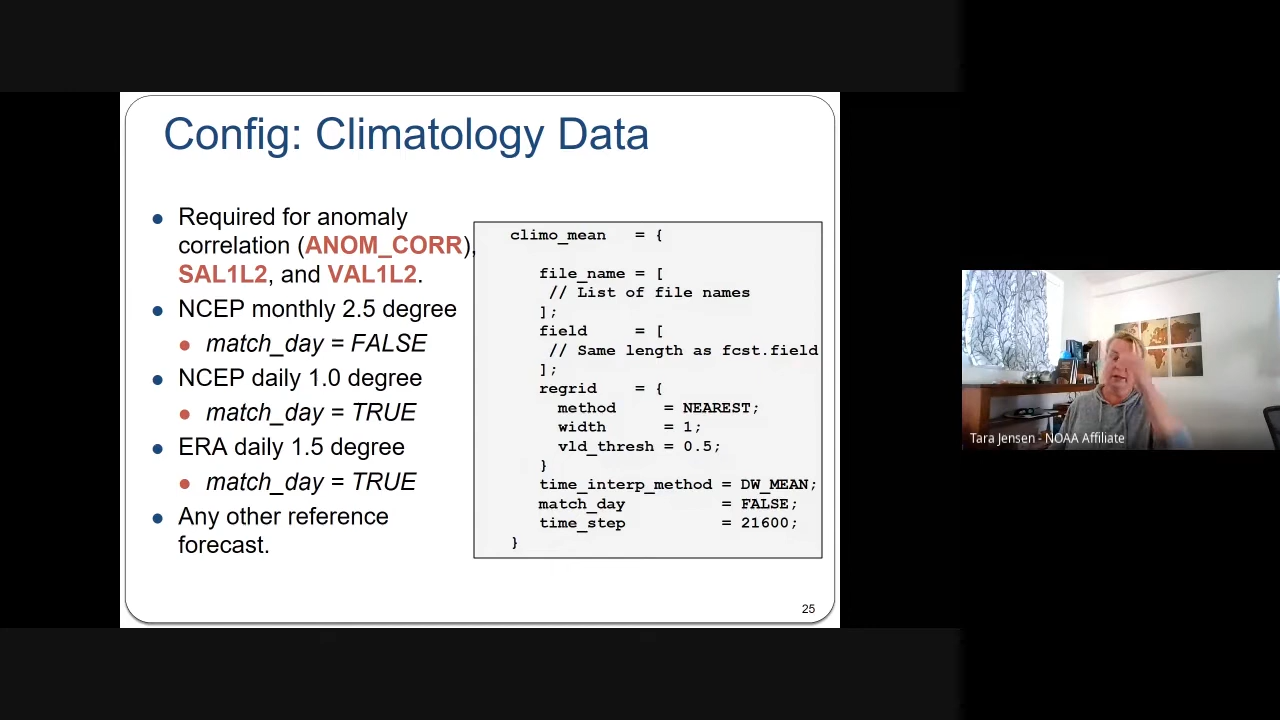 Config: Climatology Data
● Required for anomaly
correlation (ANOM_CORR),
SAL1L2, and VAL1L2.
● NCEP monthly 2.5 degree
● match_day = FALSE
● NCEP daily 1.0 degree
● match_day = TRUE
● ERA daily 1.5 degree
● match_day = TRUE
● Any other reference
forecast.
climo_mean = {
file_name = [
// List of file names
];
field = [
// Same length as fcst.field
];
regrid = {
method = NEAREST;
width = 1;
vld_thresh = 0.5;
}
time_interp_method = DW_MEAN;
match_day = FALSE;
time_step = 21600;
}
25
Tara Jensen - NOAA Affiliate